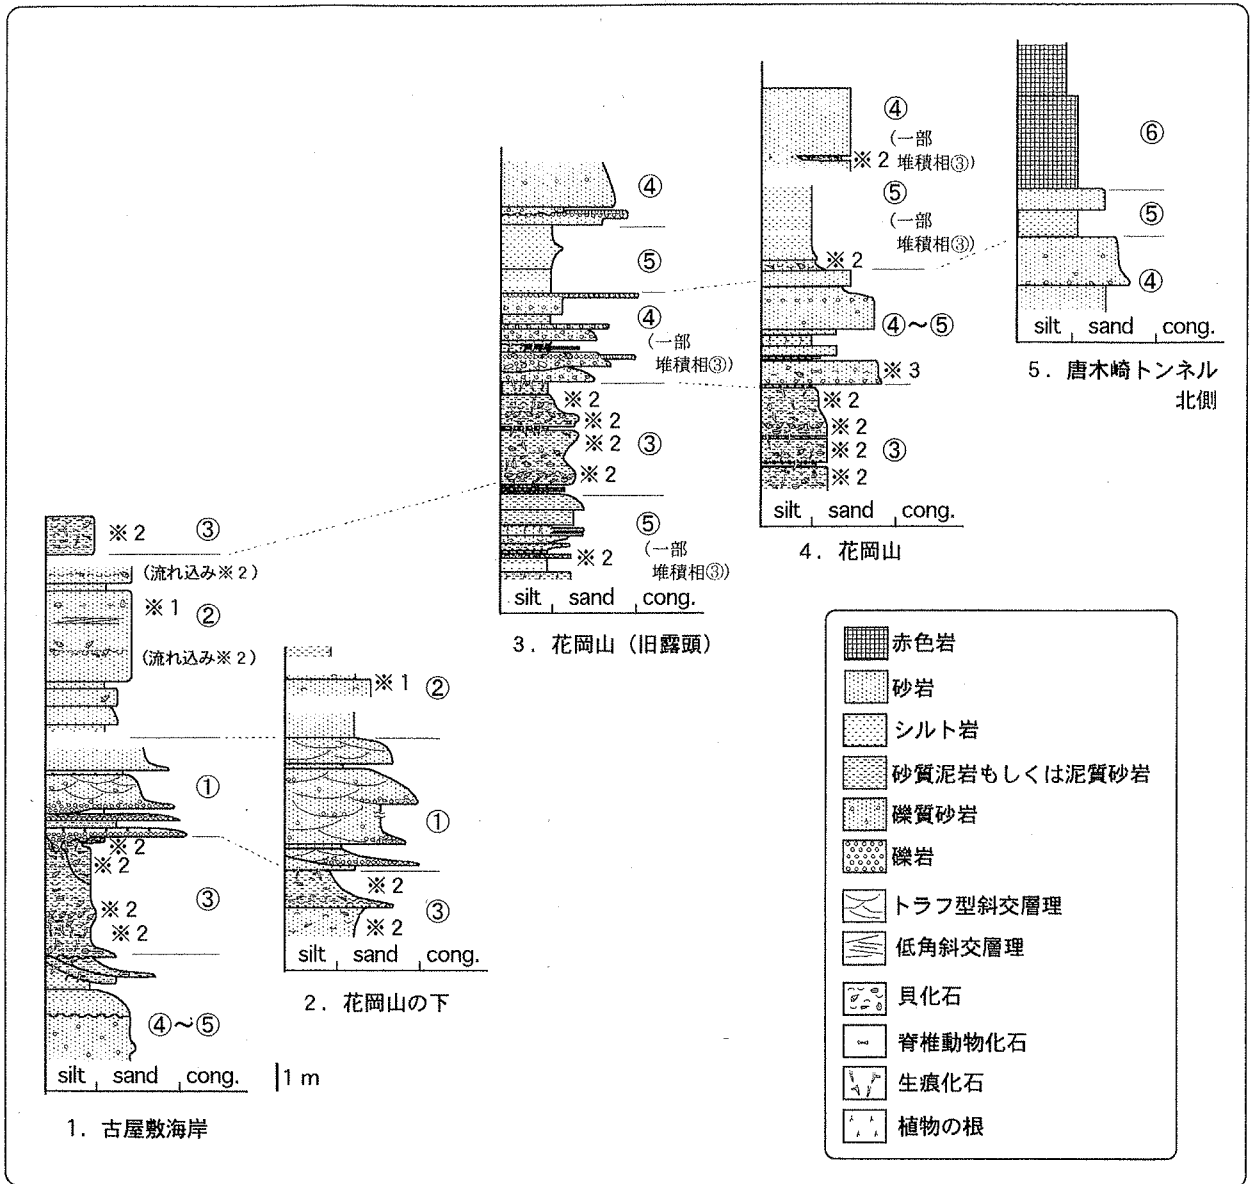 ※2 ③
(流れ込み※2)
※1 ②
(流れ込み※2)
①
※2
※2
※2 ③
※2
④～⑤
silt sand cong.
1 m
1．古屋敷海岸
※1 ②
①
※2
③
※2
silt sand cong.
2．花岡山の下
④
⑤
④
(一部
堆積相③)
※2
※2
※2 ③
※2
⑤
(一部
※2 堆積相③)
silt sand cong.
3．花岡山（旧露頭）
④
(一部
※2 堆積相③)
⑤
(一部
堆積相③)
※2
④～⑤
※3
※2
※2
※2 ③
※2
silt sand cong.
4．花岡山
⑥
⑤
④
silt sand cong.
5．唐木崎トンネル
北側
赤色岩
砂岩
シルト岩
砂質泥岩もしくは泥質砂岩
礫質砂岩
礫岩
トラフ型斜交層理
低角斜交層理
貝化石
脊椎動物化石
生痕化石
植物の根